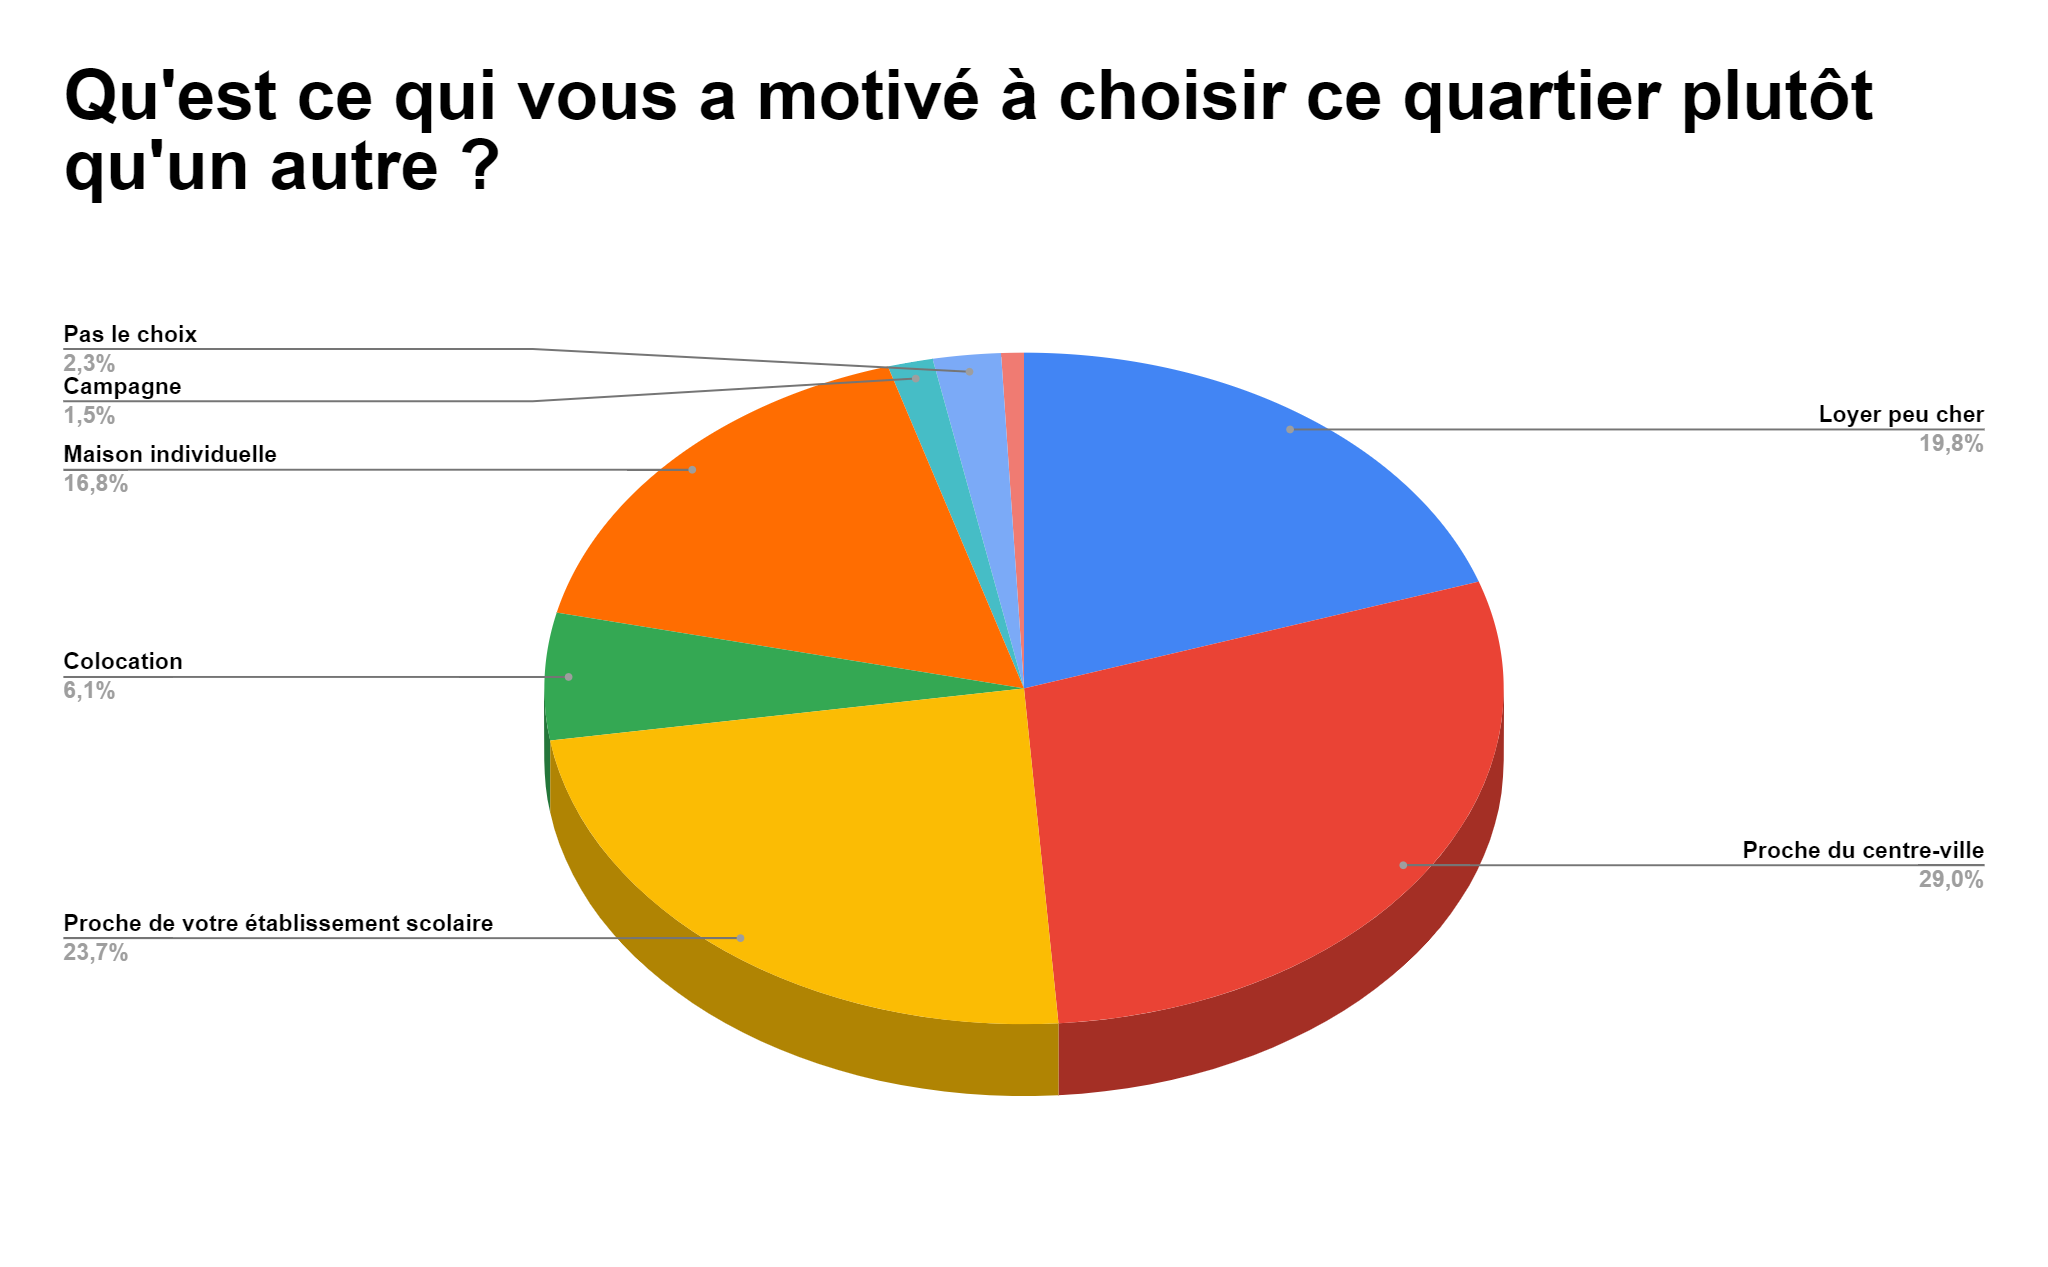 Qu'est ce qui vous a motivé à choisir ce quartier plutôt
qu'un autre ?
Pas le choix
2,3%
Campagne
1,5%
Maison individuelle
16,8%
Colocation
6,1%
Proche de votre établissement scolaire
23,7%
Loyer peu cher
19,8%
Proche du centre-ville
29,0%